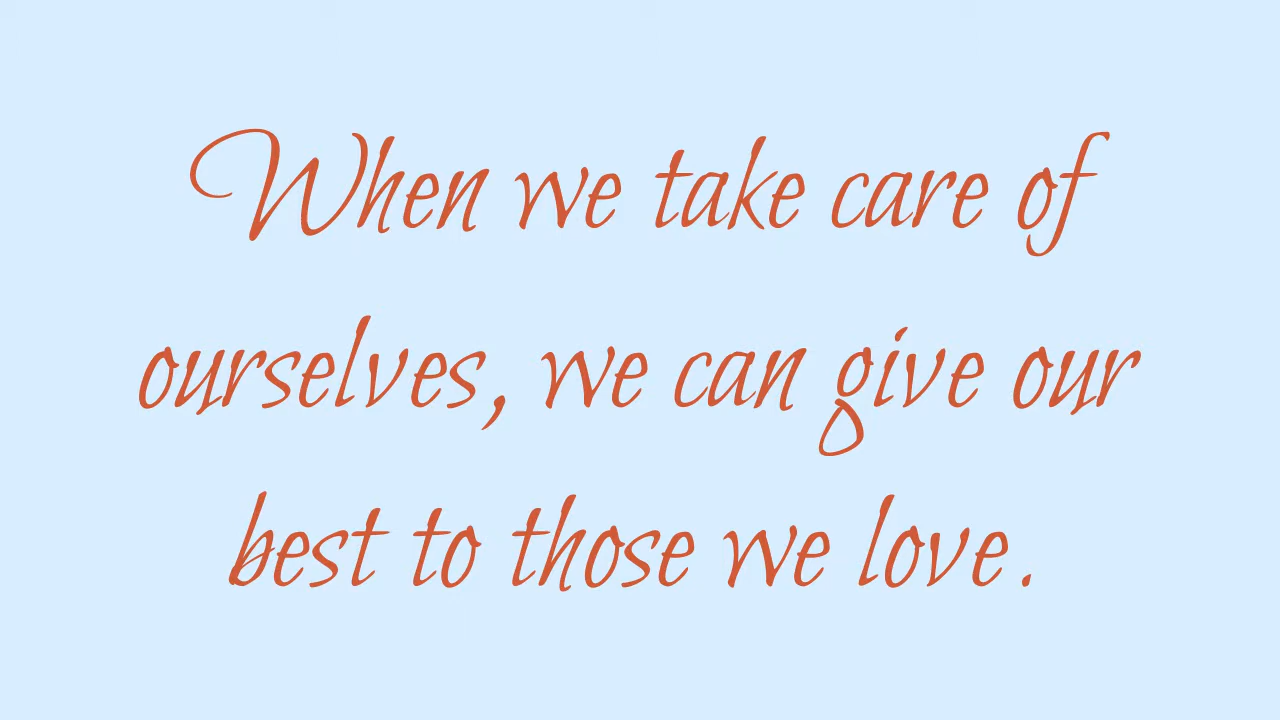 When we take care of
ourselves, we can give our
best to those we love.